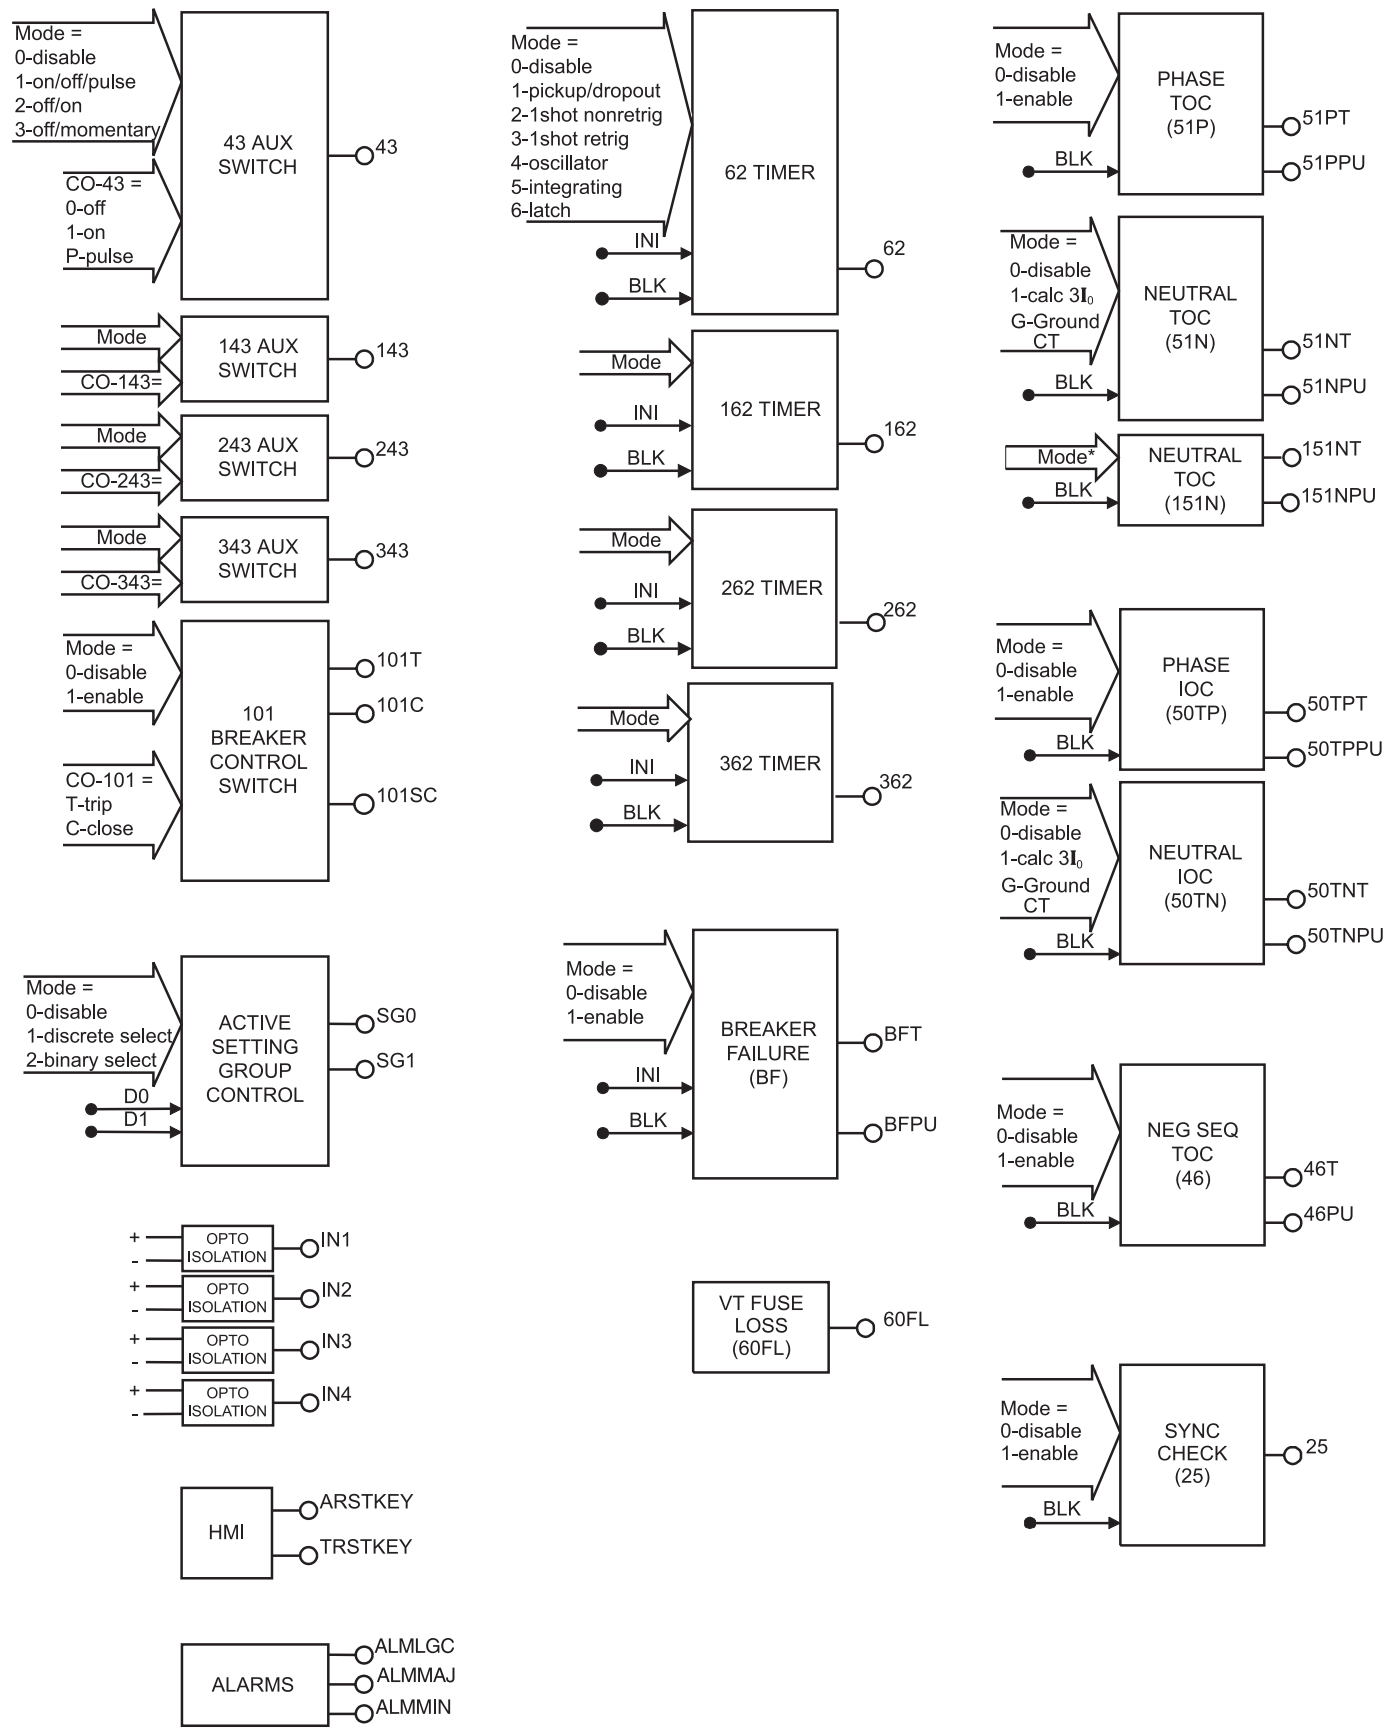 Mode =
0-disable
1-on/off/pulse
2-off/on
3-off/momentary
CO-43 =
0-off
1-on
P-pulse
43 AUX
SWITCH
43
Mode
CO-143=
143 AUX
SWITCH
143
Mode
CO-243=
243 AUX
SWITCH
243
Mode
CO-343=
343 AUX
SWITCH
343
Mode =
0-disable
1-enable
CO-101 =
T-trip
C-close
101
BREAKER
CONTROL
SWITCH
101T
101C
101SC
Mode =
0-disable
1-discrete select
2-binary select
D0
D1
ACTIVE
SETTING
GROUP
CONTROL
SG0
SG1
+
-
OPTO
ISOLATION
IN1
+
-
OPTO
ISOLATION
IN2
+
-
OPTO
ISOLATION
IN3
+
-
OPTO
ISOLATION
IN4
HMI
ARSTKEY
TRSTKEY
ALARMS
ALMLGC
ALMMAJ
ALMMIN
Mode =
0-disable
1-pickup/dropout
2-1shot nonretrig
3-1shot retrig
4-oscillator
5-integrating
6-latch
INI
BLK
62 TIMER
62
Mode
INI
BLK
162 TIMER
162
Mode
INI
BLK
262 TIMER
262
Mode
INI
BLK
362 TIMER
362
Mode =
0-disable
1-enable
INI
BLK
BREAKER
FAILURE
(BF)
BFT
BFPU
VT FUSE
LOSS
(60FL)
60FL
Mode =
0-disable
1-enable
BLK
PHASE
TOC
(51P)
51PT
51PPU
Mode =
0-disable
1-calc 3I₀
G-Ground
CT
BLK
NEUTRAL
TOC
(51N)
51NT
51NPU
Mode*
BLK
NEUTRAL
TOC
(151N)
151NT
151NPU
Mode =
0-disable
1-enable
BLK
PHASE
IOC
(50TP)
50TPT
50TPPU
Mode =
0-disable
1-calc 3I₀
G-Ground
CT
BLK
NEUTRAL
IOC
(50TN)
50TNT
50TNPU
Mode =
0-disable
1-enable
BLK
NEG SEQ
TOC
(46)
46T
46PU
Mode =
0-disable
1-enable
BLK
SYNC
CHECK
(25)
25